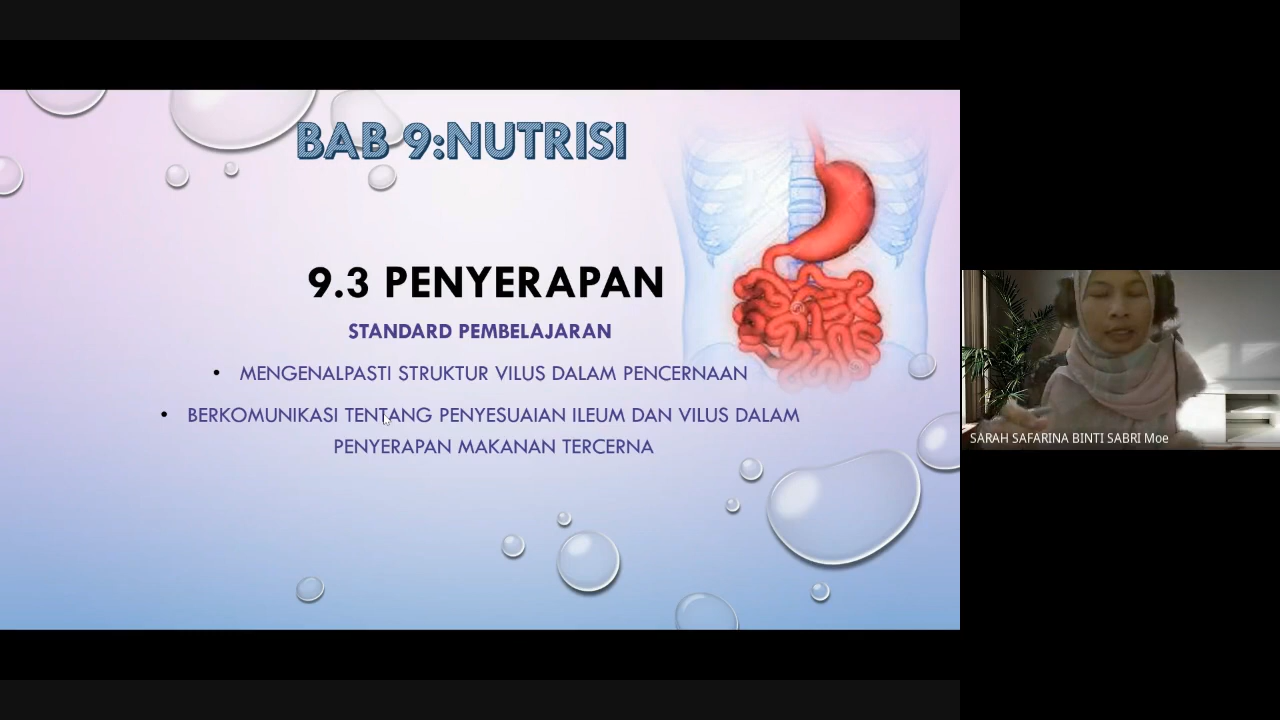 BAB 9:NUTRISI
9.3 PENYERAPAN
STANDARD PEMBELAJARAN
• MENGENALPASTI STRUKTUR VILUS DALAM PENCERNAAN
• BERKOMUNIKASI TENTANG PENYESUAIAN ILEUM DAN VILUS DALAM
PENYERAPAN MAKANAN TERCERNA
SARAH SAFARINA BINTI SABRI Moe